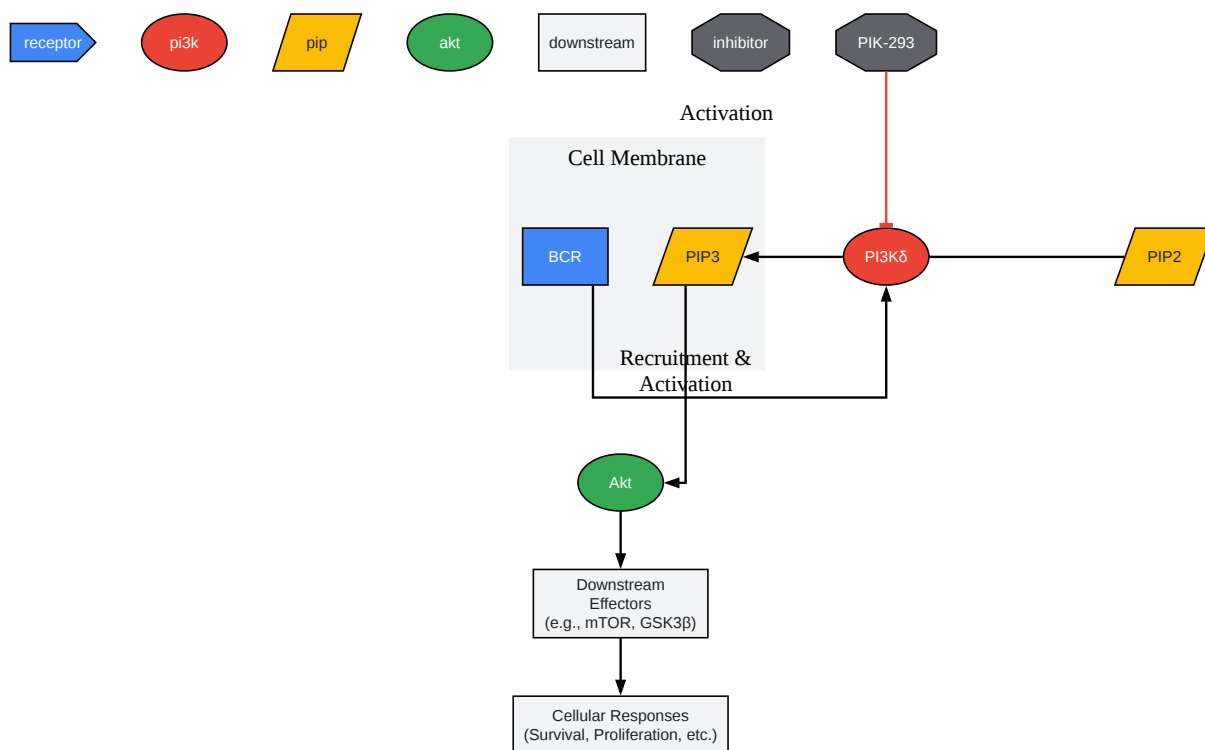 receptor
pi3k
pip
akt
downstream
inhibitor
PIK-293
Activation
Cell Membrane
BCR
PIP3
PI3Kδ
PIP2
Recruitment &
Activation
Akt
Downstream
Effectors
(e.g., mTOR, GSK3β)
Cellular Responses
(Survival, Proliferation, etc.)